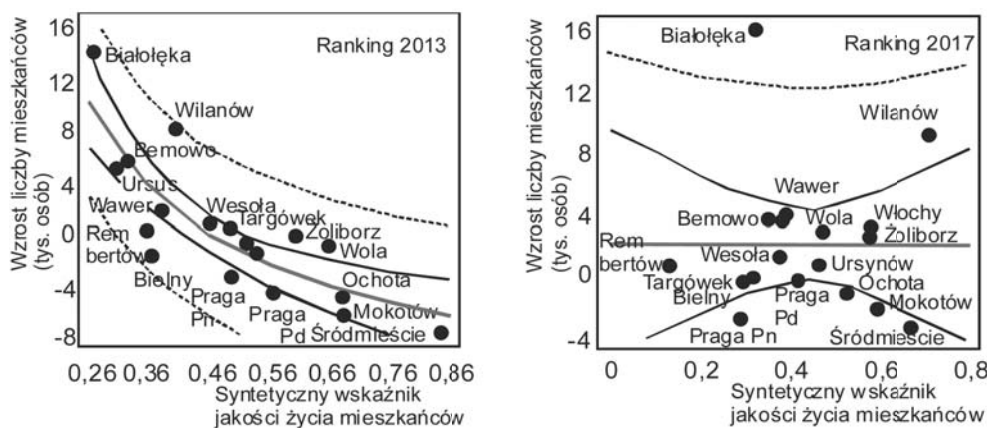 Wzrost liczby mieszkańców
(tys. osób)
16
12
8
4
0
-4
-8
Ranking 2013
Białołęka
Wilanów
Bemowo
Ursus
Wawer
Wesoła
Targówek
Rem
bertów
Żoliborz
Wola
Bielny
Ochota
Praga
Pn
Praga
Pd
Mokotów
Śródmieście
0,26 0,36 0,46 0,56 0,66 0,76 0,86
Syntetyczny wskaźnik
jakości życia mieszkańców
Wzrost liczby mieszkańców
(tys. osób)
16
12
8
4
0
-4
Ranking 2017
Białołęka
Wilanów
Wawer
Bemowo
Wola
Włochy
Żoliborz
Rem
bertów
Wesoła
Ursynów
Targówek
Ochota
Bielny
Praga
Pd
Mokotów
Praga Pn
Śródmieście
0 0,2 0,4 0,6 0,8
Syntetyczny wskaźnik
jakości życia mieszkańców